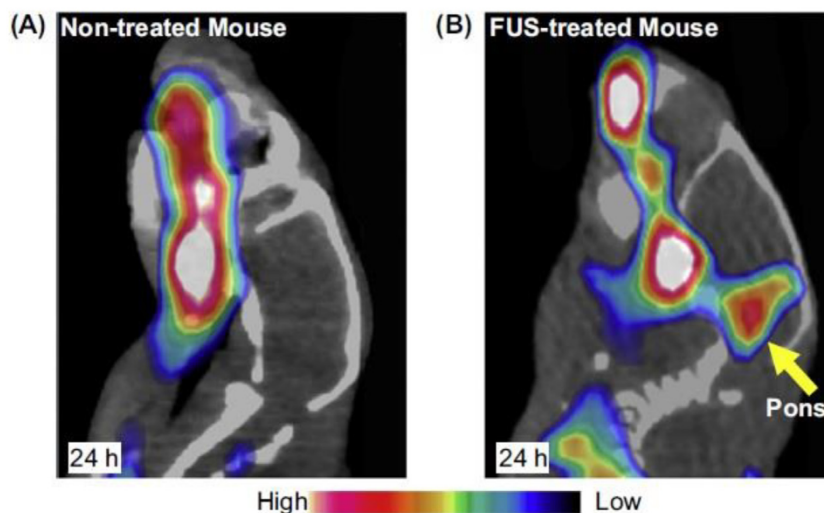 (A) Non-treated Mouse
(B) FUS-treated Mouse
Pons
24 h
24 h
High Low